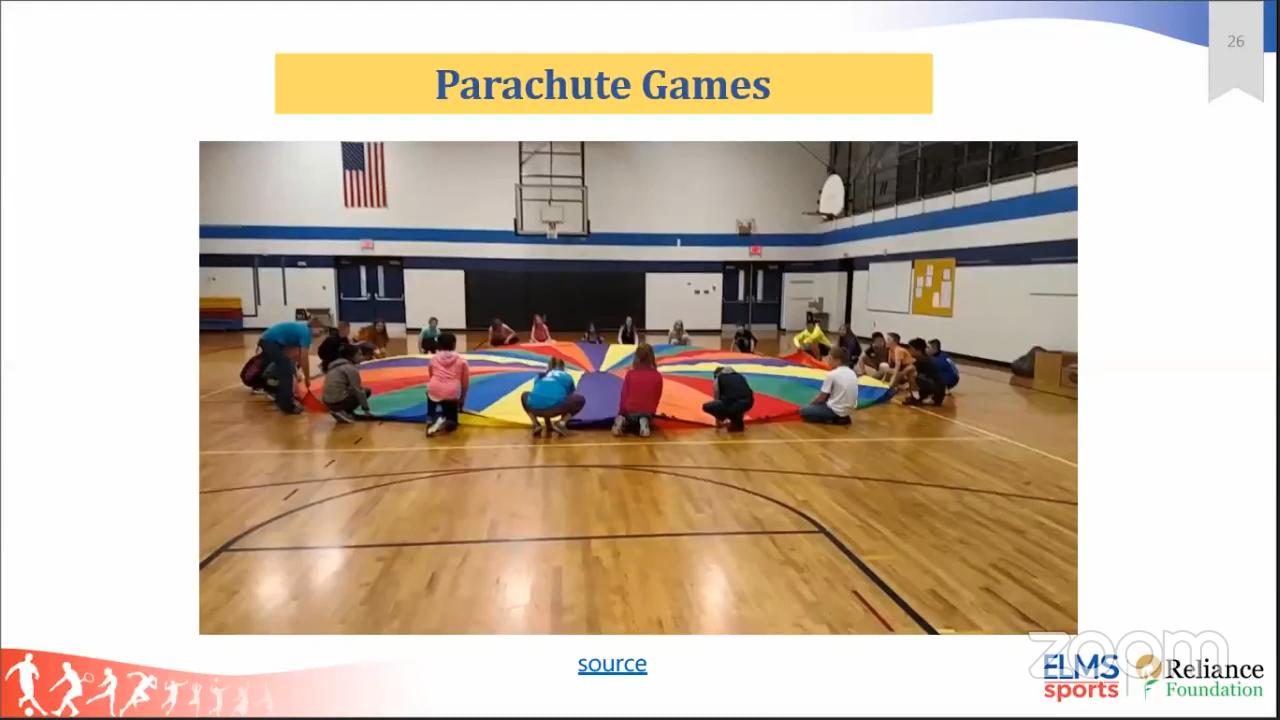 26
Parachute Games
source
zoom
ELMS
sports
Reliance
Foundation